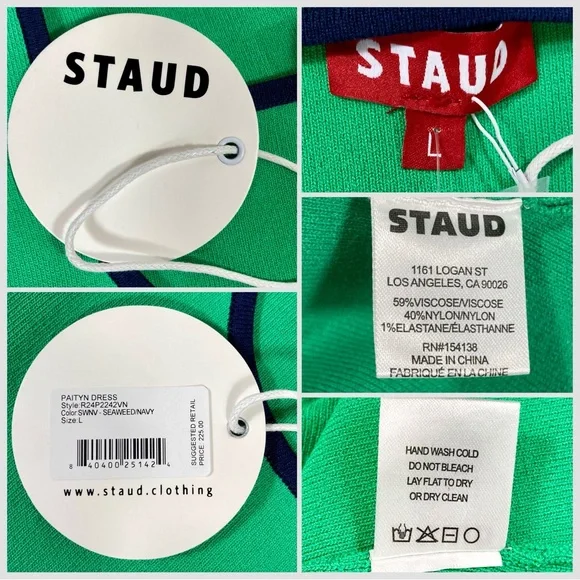 STAUD
STAUD
L
STAUD
1161 LOGAN ST
LOS ANGELES, CA 90026
59%VISCOSE/VISCOSE
40%NYLON/NYLON
1%ELASTANE/ÉLASTHANNE
RN#154138
MADE IN CHINA
FABRIQUÉ EN LA CHINE
PAITYN DRESS
Style:R24P2242VN
Color:SWNV - SEAWEED/NAVY
Size:L
SUGGESTED RETAIL
PRICE: 225.00
8 40400 25142 4
www.staud.clothing
HAND WASH COLD
DO NOT BLEACH
LAY FLAT TO DRY
OR DRY CLEAN